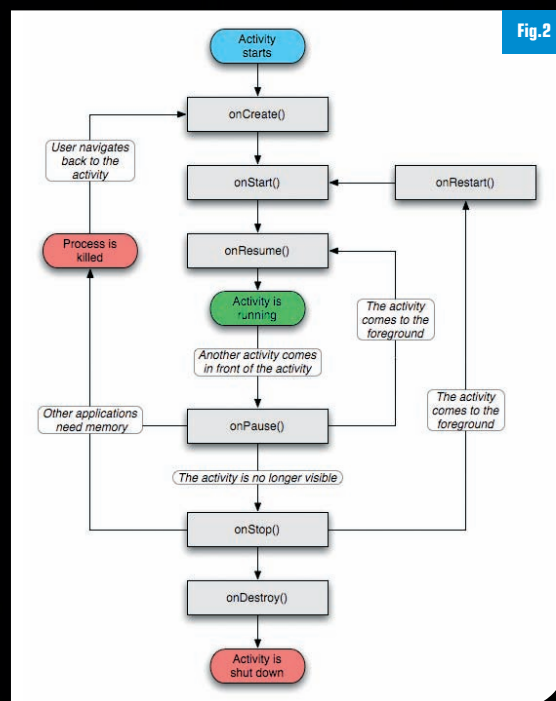 Fig.2
Activity
starts
onCreate()
User navigates
back to the
activity
onStart()
onRestart()
Process is
killed
onResume()
Activity is
running
The activity
comes to the
foreground
Another activity comes
in front of the activity
The activity
comes to the
foreground
Other applications
need memory
onPause()
The activity is no longer visible
onStop()
onDestroy()
Activity is
shut down